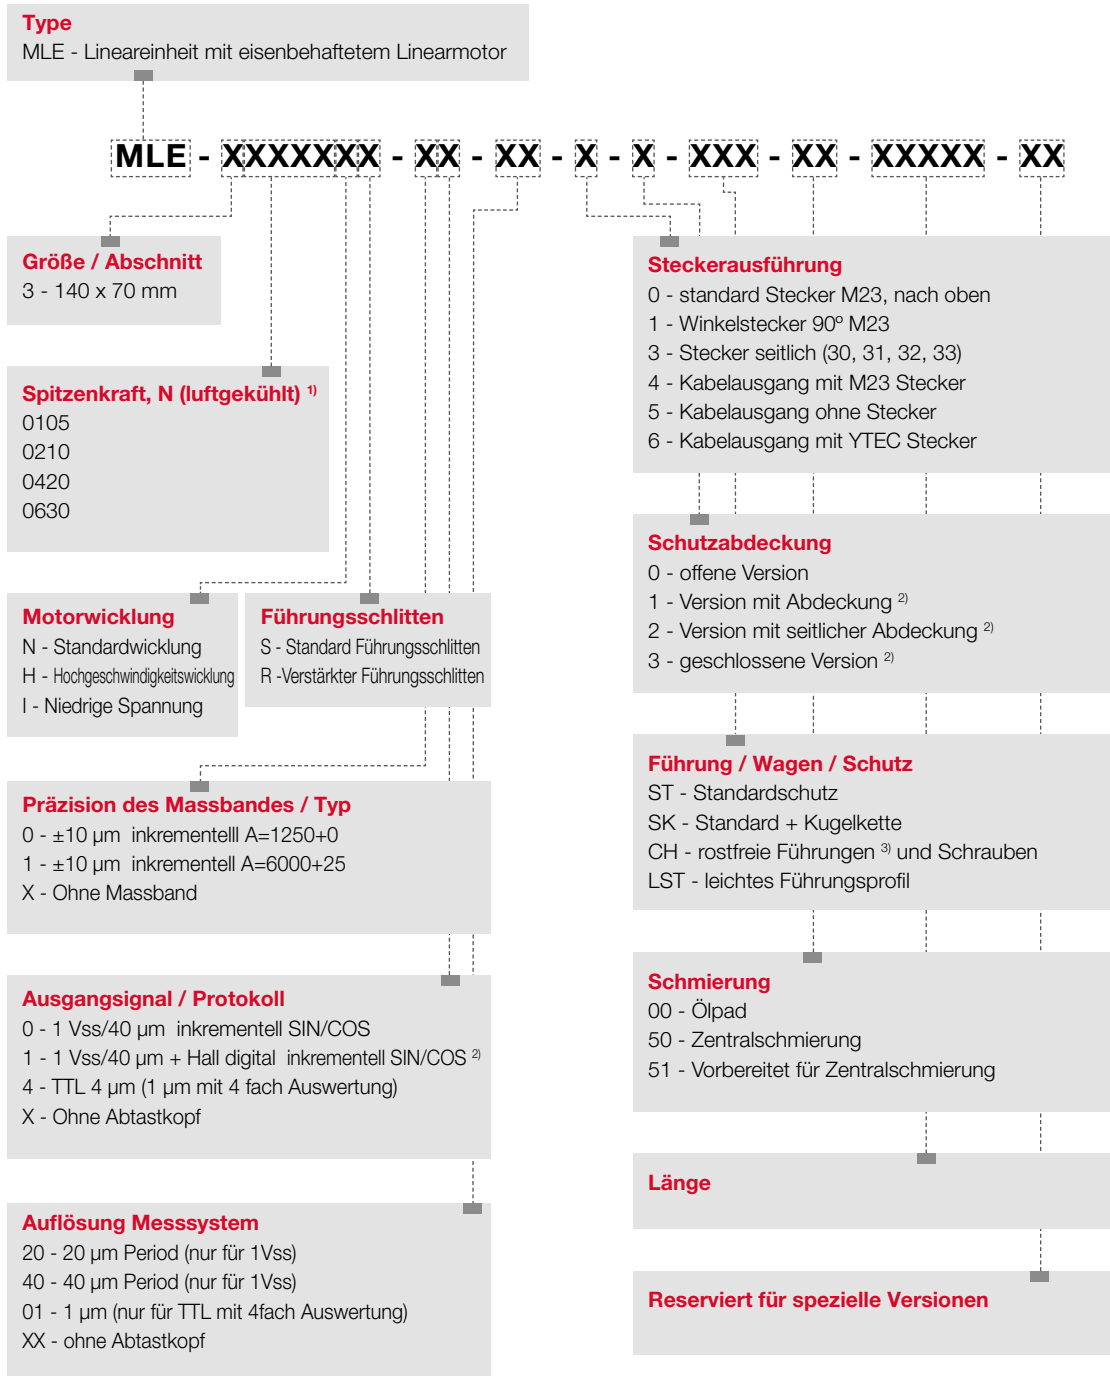 Type
MLE - Lineareinheit mit eisenbehaftetem Linearmotor
MLE - XXXXXXX - XX - XX - X - X - XXX - XX - XXXXX - XX
Größe / Abschnitt
3 - 140 x 70 mm
Spitzenkraft, N (luftgekühlt) 1)
0105
0210
0420
0630
Motorwicklung
N - Standardwicklung
H - Hochgeschwindigkeitswicklung
I - Niedrige Spannung
Führungsschlitten
S - Standard Führungsschlitten
R -Verstärkter Führungsschlitten
Präzision des Massbandes / Typ
0 - ±10 µm inkrementelll A=1250+0
1 - ±10 µm inkrementell A=6000+25
X - Ohne Massband
Ausgangsignal / Protokoll
0 - 1 Vss/40 µm inkrementell SIN/COS
1 - 1 Vss/40 µm + Hall digital inkrementell SIN/COS 2)
4 - TTL 4 µm (1 µm mit 4 fach Auswertung)
X - Ohne Abtastkopf
Auflösung Messsystem
20 - 20 µm Period (nur für 1Vss)
40 - 40 µm Period (nur für 1Vss)
01 - 1 µm (nur für TTL mit 4fach Auswertung)
XX - ohne Abtastkopf
Steckerausführung
0 - standard Stecker M23, nach oben
1 - Winkelstecker 90º M23
3 - Stecker seitlich (30, 31, 32, 33)
4 - Kabelausgang mit M23 Stecker
5 - Kabelausgang ohne Stecker
6 - Kabelausgang mit YTEC Stecker
Schutzabdeckung
0 - offene Version
1 - Version mit Abdeckung 2)
2 - Version mit seitlicher Abdeckung 2)
3 - geschlossene Version 2)
Führung / Wagen / Schutz
ST - Standardschutz
SK - Standard + Kugelkette
CH - rostfreie Führungen 3) und Schrauben
LST - leichtes Führungsprofil
Schmierung
00 - Ölpad
50 - Zentralschmierung
51 - Vorbereitet für Zentralschmierung
Länge
Reserviert für spezielle Versionen